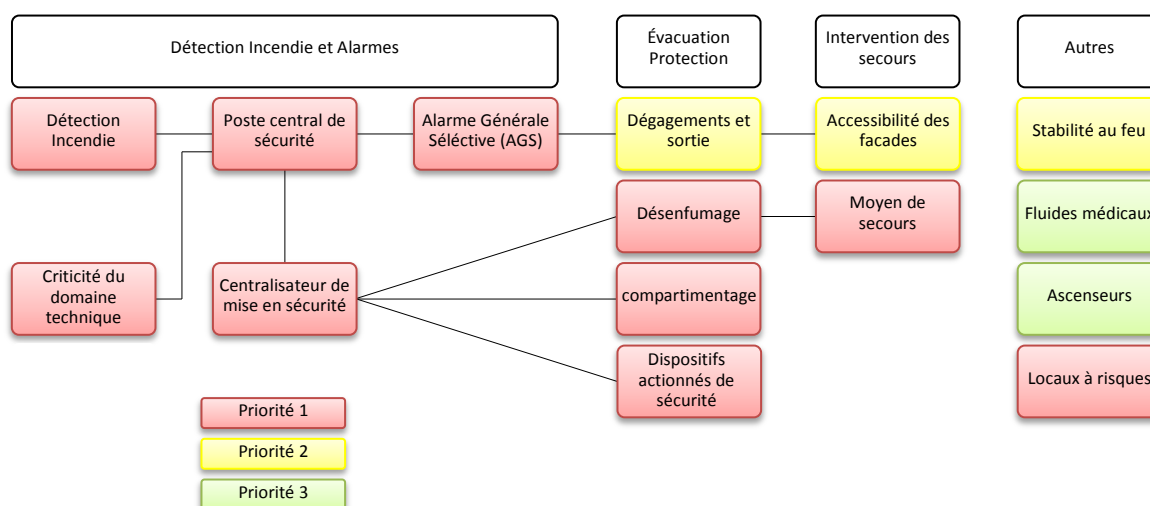 Détection Incendie et Alarmes
Évacuation
Protection
Intervention des
secours
Autres
Détection
Incendie
Poste central de
sécurité
Alarme Générale
Séléctive (AGS)
Dégagements et
sortie
Accessibilité des
facades
Stabilité au feu
Désenfumage
Moyen de
secours
Fluides médicaux
Criticité du
domaine
technique
Centralisateur de
mise en sécurité
compartimentage
Ascenseurs
Dispositifs
actionnés de
sécurité
Locaux à risques
Priorité 1
Priorité 2
Priorité 3